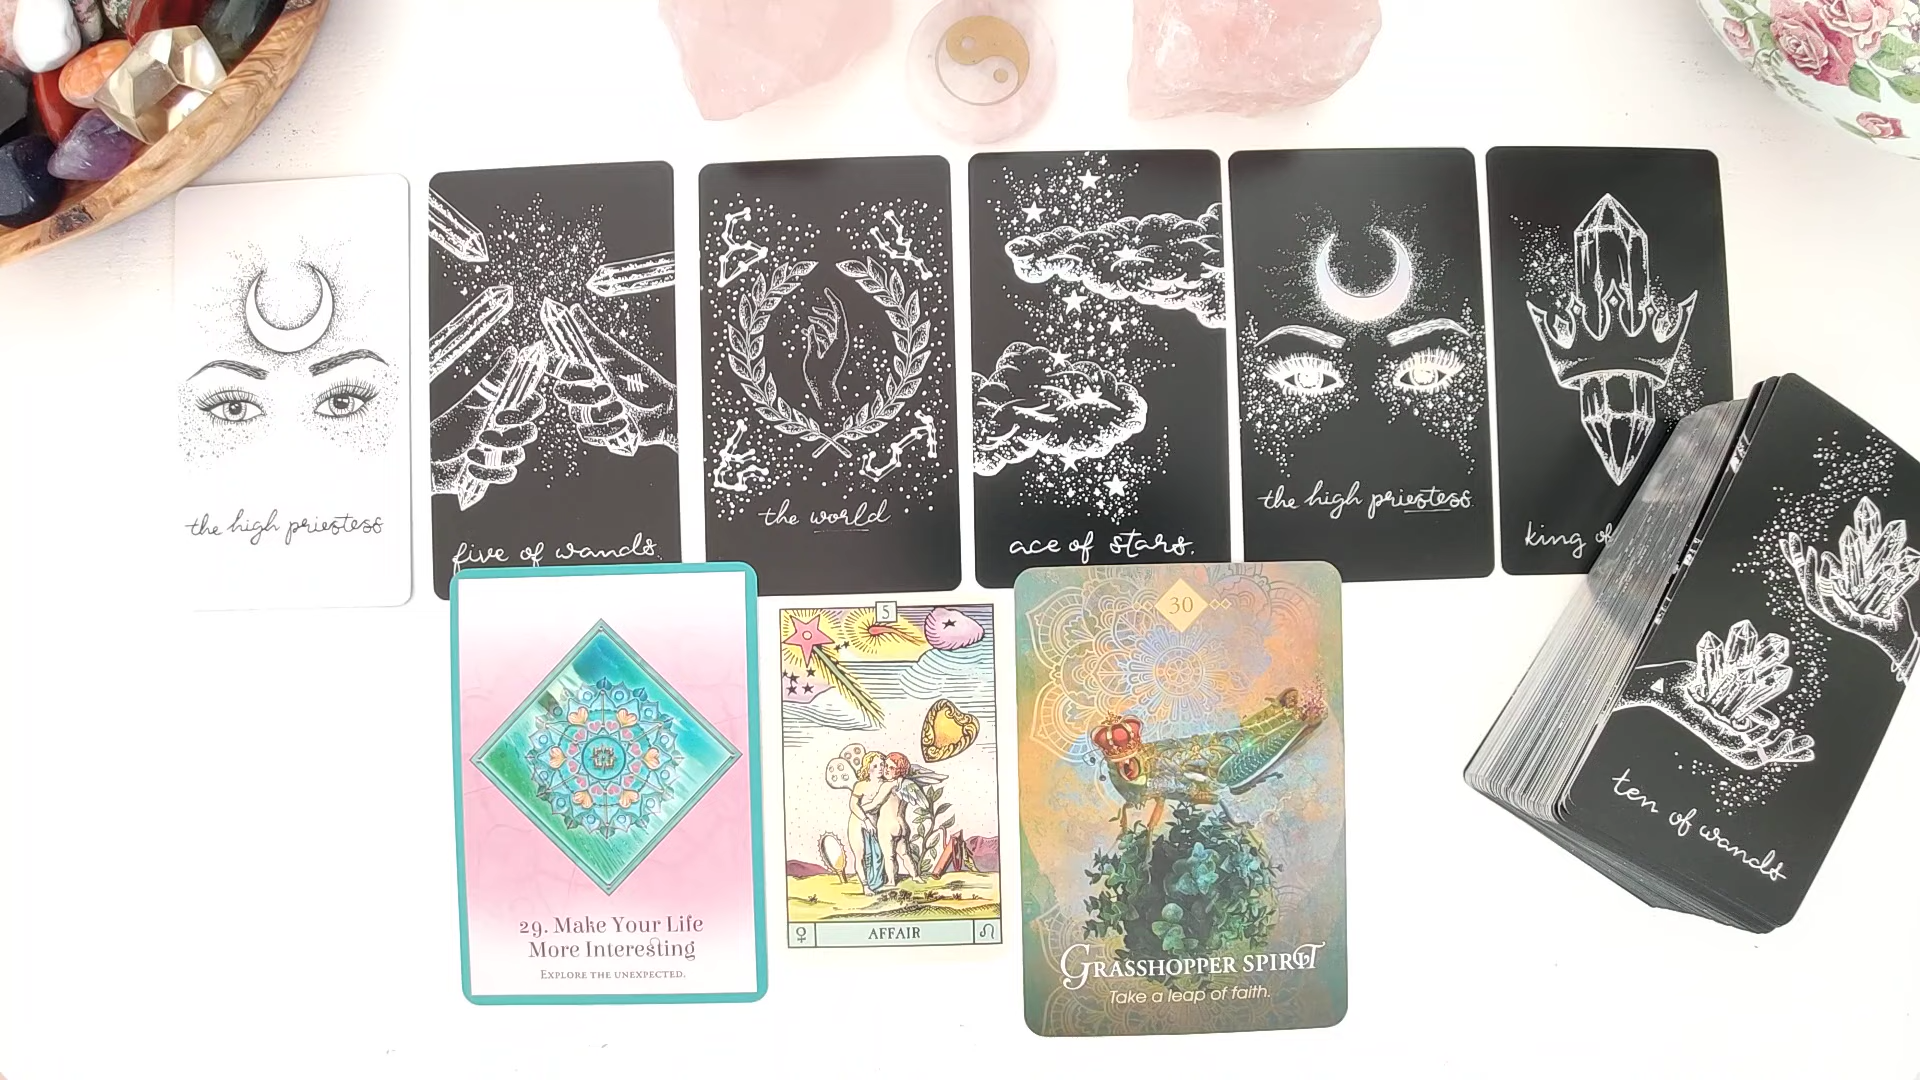 the high priestess
five of wands.
the world
ace of stars.
the high priestess
king of
ten of wands
29. Make Your Life
More Interesting
Explore the unexpected.
5
AFFAIR
30
GRASSHOPPER SPIRIT
Take a leap of faith.